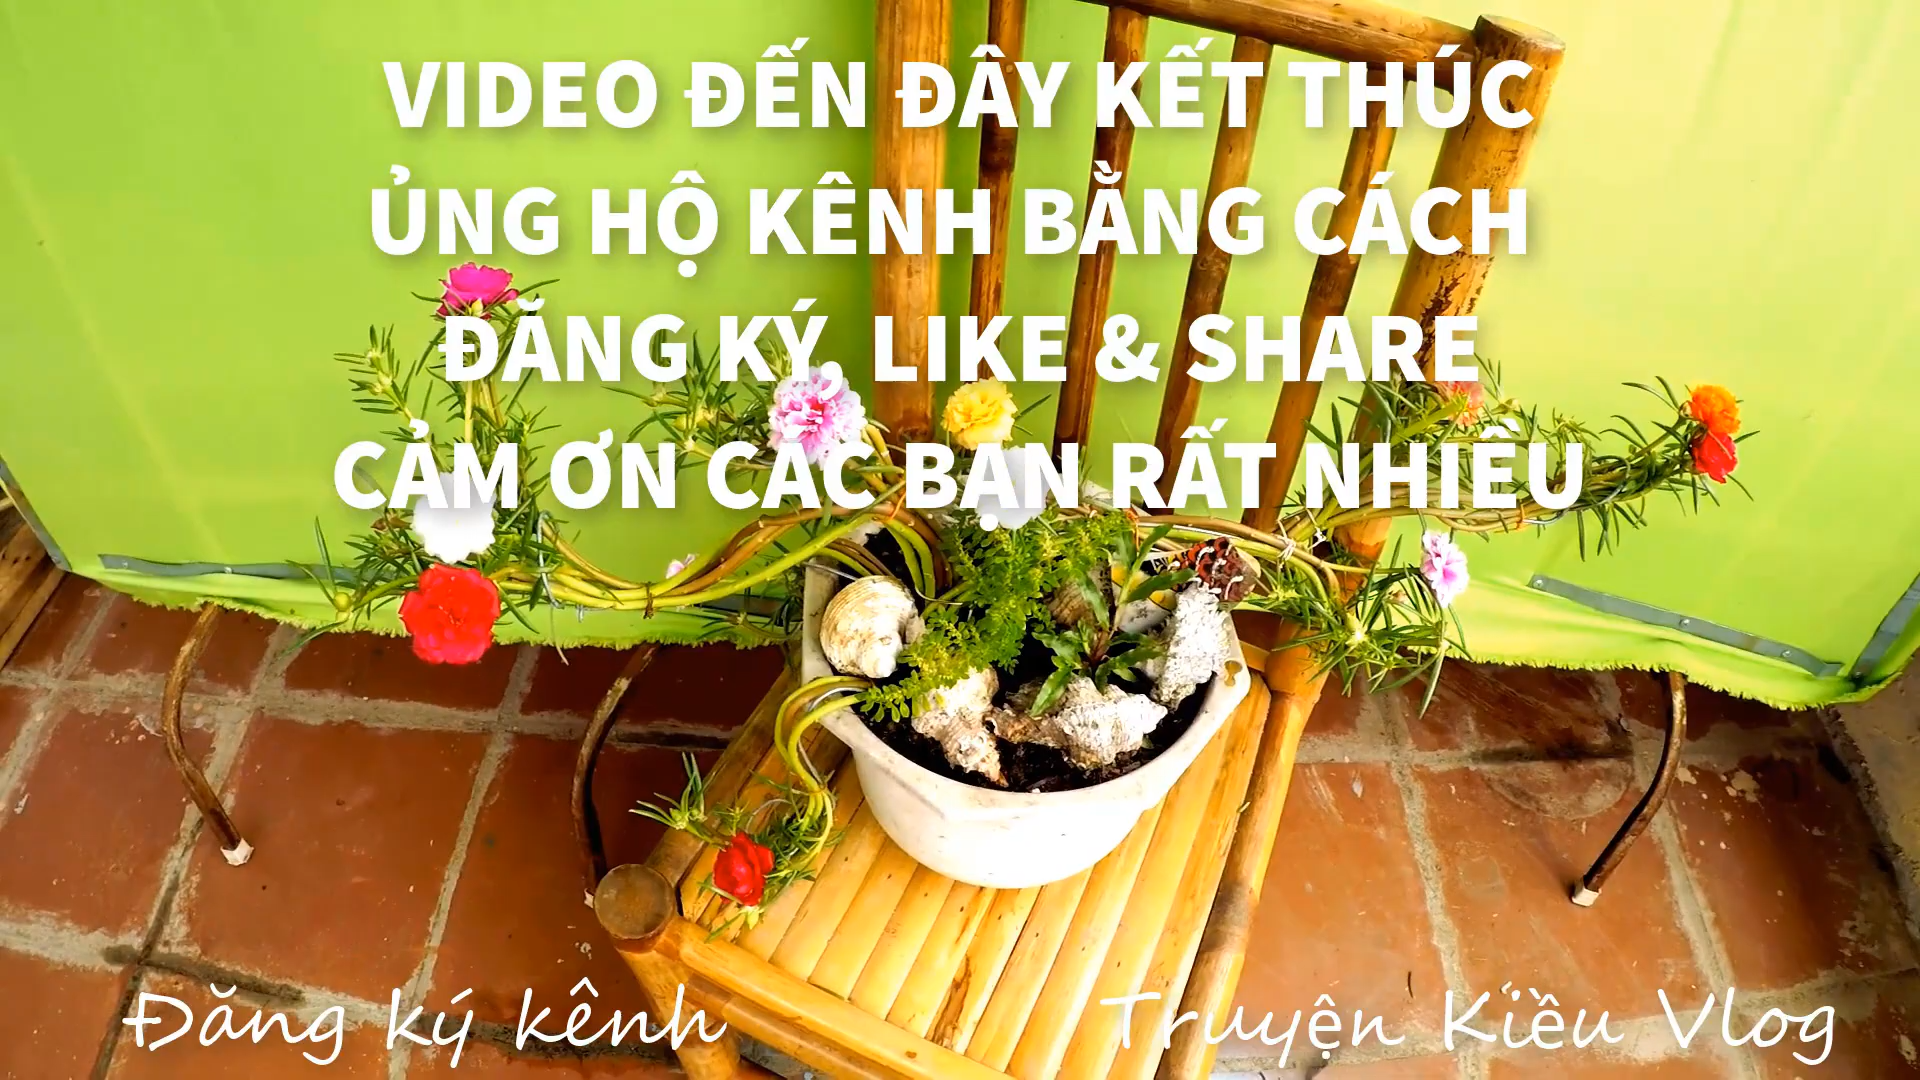 VIDEO ĐẾN ĐÂY KẾT THÚC
ỦNG HỘ KÊNH BẰNG CÁCH
ĐĂNG KÝ, LIKE & SHARE
CẢM ƠN CÁC BẠN RẤT NHIỀU
Đăng ký kênh
Truyện Kiều Vlog